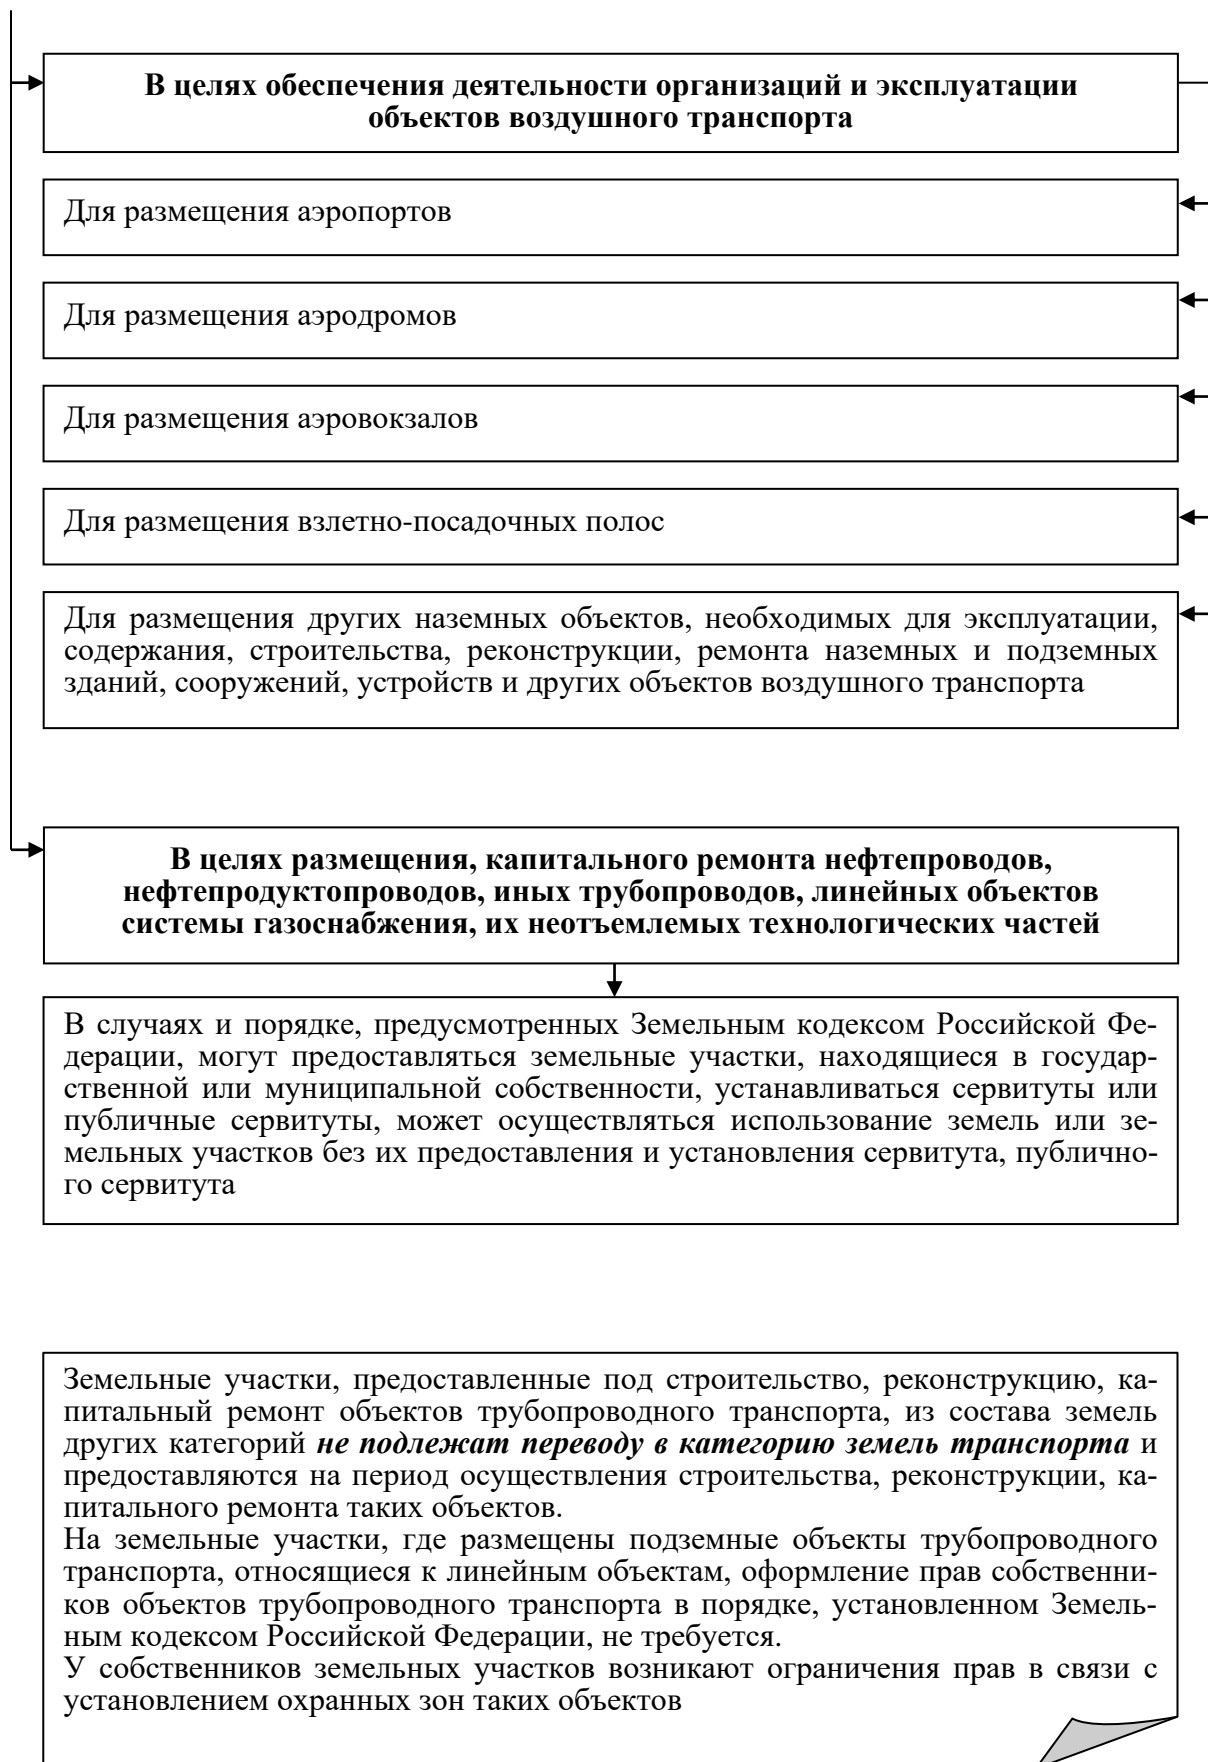 В целях обеспечения деятельности организаций и эксплуатации
объектов воздушного транспорта
Для размещения аэропортов
Для размещения аэродромов
Для размещения аэровокзалов
Для размещения взлетно-посадочных полос
Для размещения других наземных объектов, необходимых для эксплуатации,
содержания, строительства, реконструкции, ремонта наземных и подземных
зданий, сооружений, устройств и других объектов воздушного транспорта
В целях размещения, капитального ремонта нефтепроводов,
нефтепродуктопроводов, иных трубопроводов, линейных объектов
системы газоснабжения, их неотъемлемых технологических частей
В случаях и порядке, предусмотренных Земельным кодексом Российской Фе-
дерации, могут предоставляться земельные участки, находящиеся в государ-
ственной или муниципальной собственности, устанавливаться сервитуты или
публичные сервитуты, может осуществляться использование земель или зе-
мельных участков без их предоставления и установления сервитута, публично-
го сервитута
Земельные участки, предоставленные под строительство, реконструкцию, ка-
питальный ремонт объектов трубопроводного транспорта, из состава земель
других категорий не подлежат переводу в категорию земель транспорта и
предоставляются на период осуществления строительства, реконструкции, ка-
питального ремонта таких объектов.
На земельные участки, где размещены подземные объекты трубопроводного
транспорта, относящиеся к линейным объектам, оформление прав собственни-
ков объектов трубопроводного транспорта в порядке, установленном Земель-
ным кодексом Российской Федерации, не требуется.
У собственников земельных участков возникают ограничения прав в связи с
установлением охранных зон таких объектов